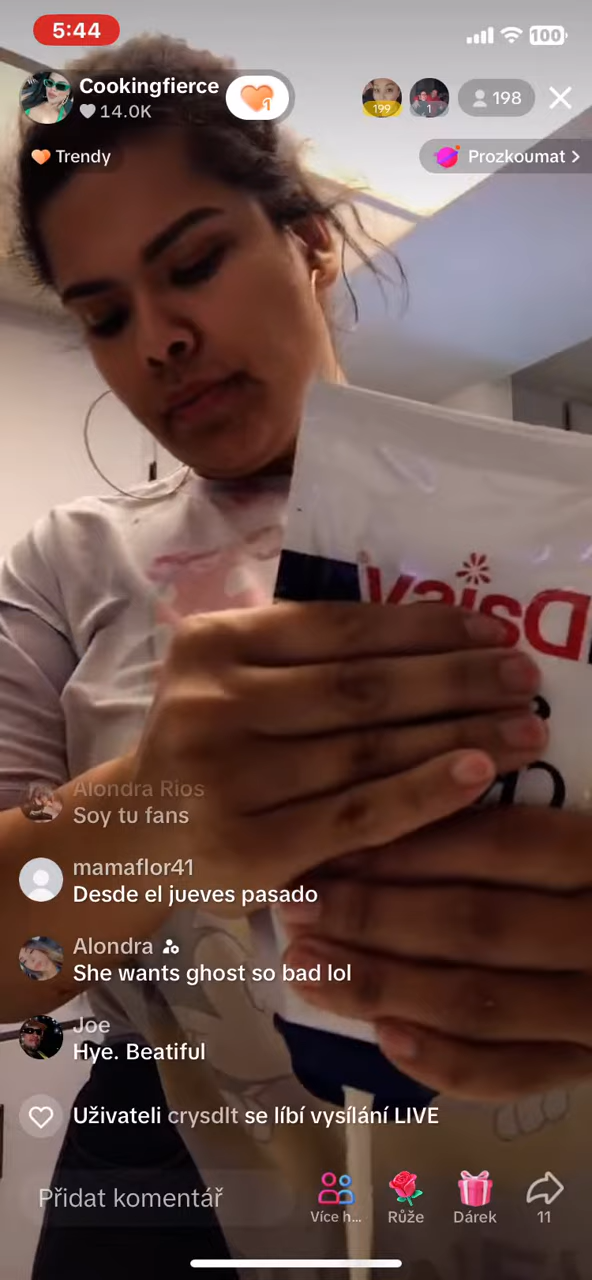 5:44
100
Cookingfierce
14.0K
1
199
1
198
Trendy
Prozkoumat
Daisy
Alondra Rios
Soy tu fans
mamaflor41
Desde el jueves pasado
Alondra
She wants ghost so bad lol
Joe
Hye. Beatiful
Uživateli crysdlt se líbí vysílání LIVE
Přidat komentář
Více h...
Růže
Dárek
11